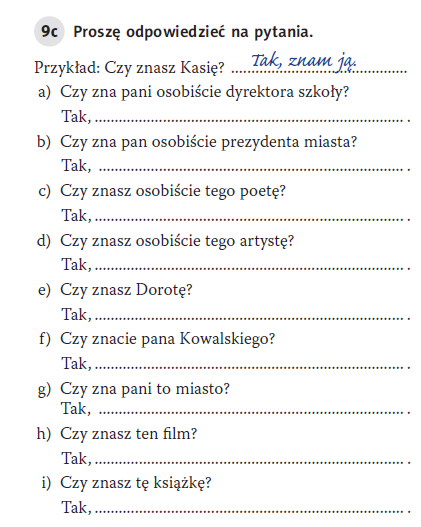 9c Proszę odpowiedzieć na pytania.
Przykład: Czy znasz Kasię? ....Tak, znam ją.............
a) Czy zna pani osobiście dyrektora szkoły?
Tak, .................................................................... .
b) Czy zna pan osobiście prezydenta miasta?
Tak, .................................................................... .
c) Czy znasz osobiście tego poetę?
Tak, .................................................................... .
d) Czy znasz osobiście tego artystę?
Tak, .................................................................... .
e) Czy znasz Dorotę?
Tak, .................................................................... .
f) Czy znacie pana Kowalskiego?
Tak, .................................................................... .
g) Czy zna pani to miasto?
Tak, .................................................................... .
h) Czy znasz ten film?
Tak, .................................................................... .
i) Czy znasz tę książkę?
Tak, .................................................................... .